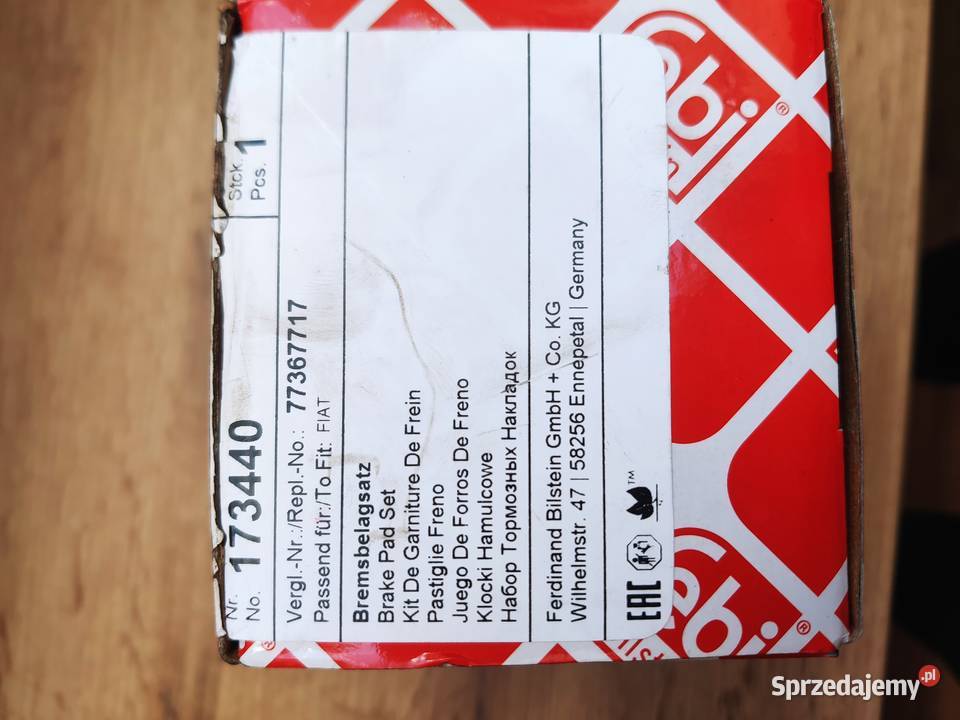 Nr. 173440
No.
Stck.
Pcs. 1
Vergl.-Nr.:/Repl.-No.: 77367717
Passend für:/To Fit: FIAT
Bremsbelagsatz
Brake Pad Set
Kit De Garniture De Frein
Pastiglie Freno
Juego De Forros De Freno
Klocki Hamulcowe
Набор Тормозных Накладок
Ferdinand Bilstein GmbH + Co. KG
Wilhelmstr. 47 | 58256 Ennepetal | Germany
EAC
TM
febi ®
febi ®
®
Sprzedajemy.pl